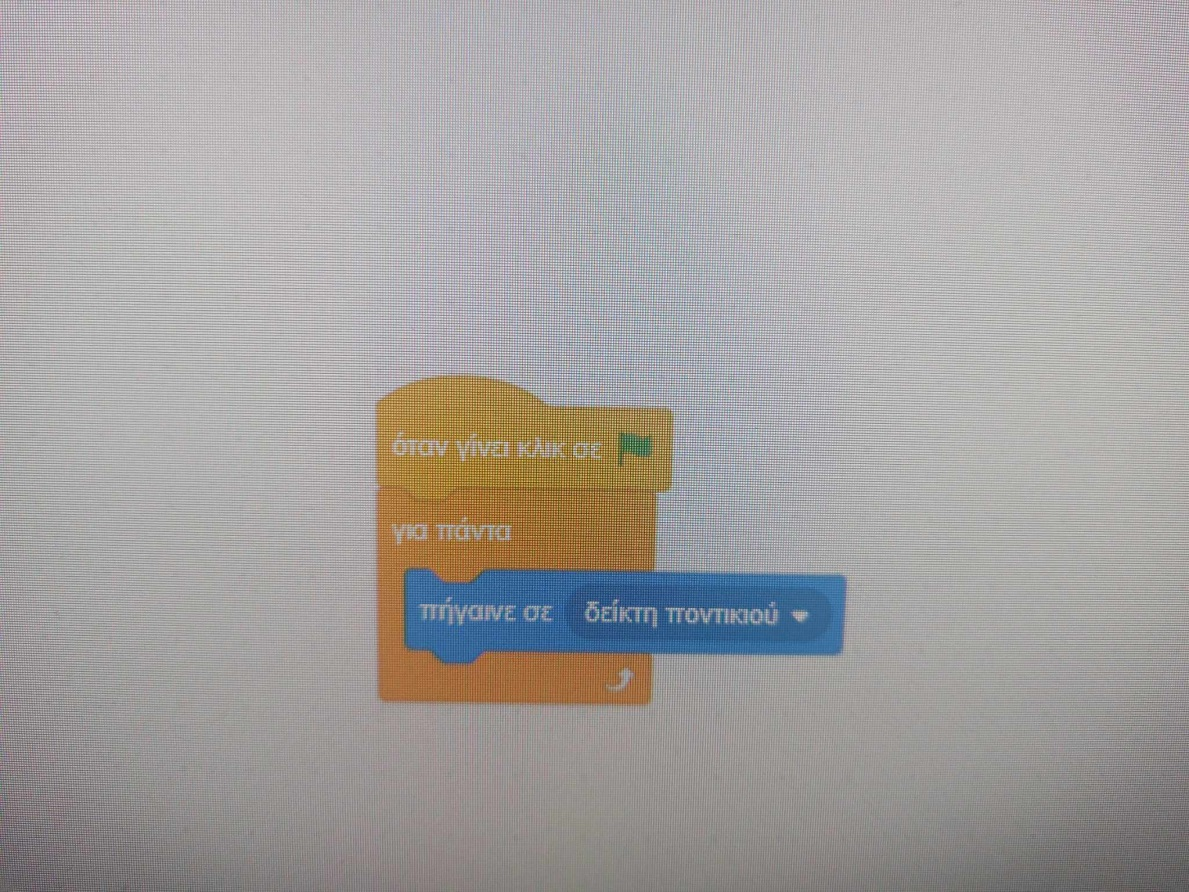 όταν γίνει κλικ σε
για πάντα
πήγαινε σε δείκτη ποντικιού